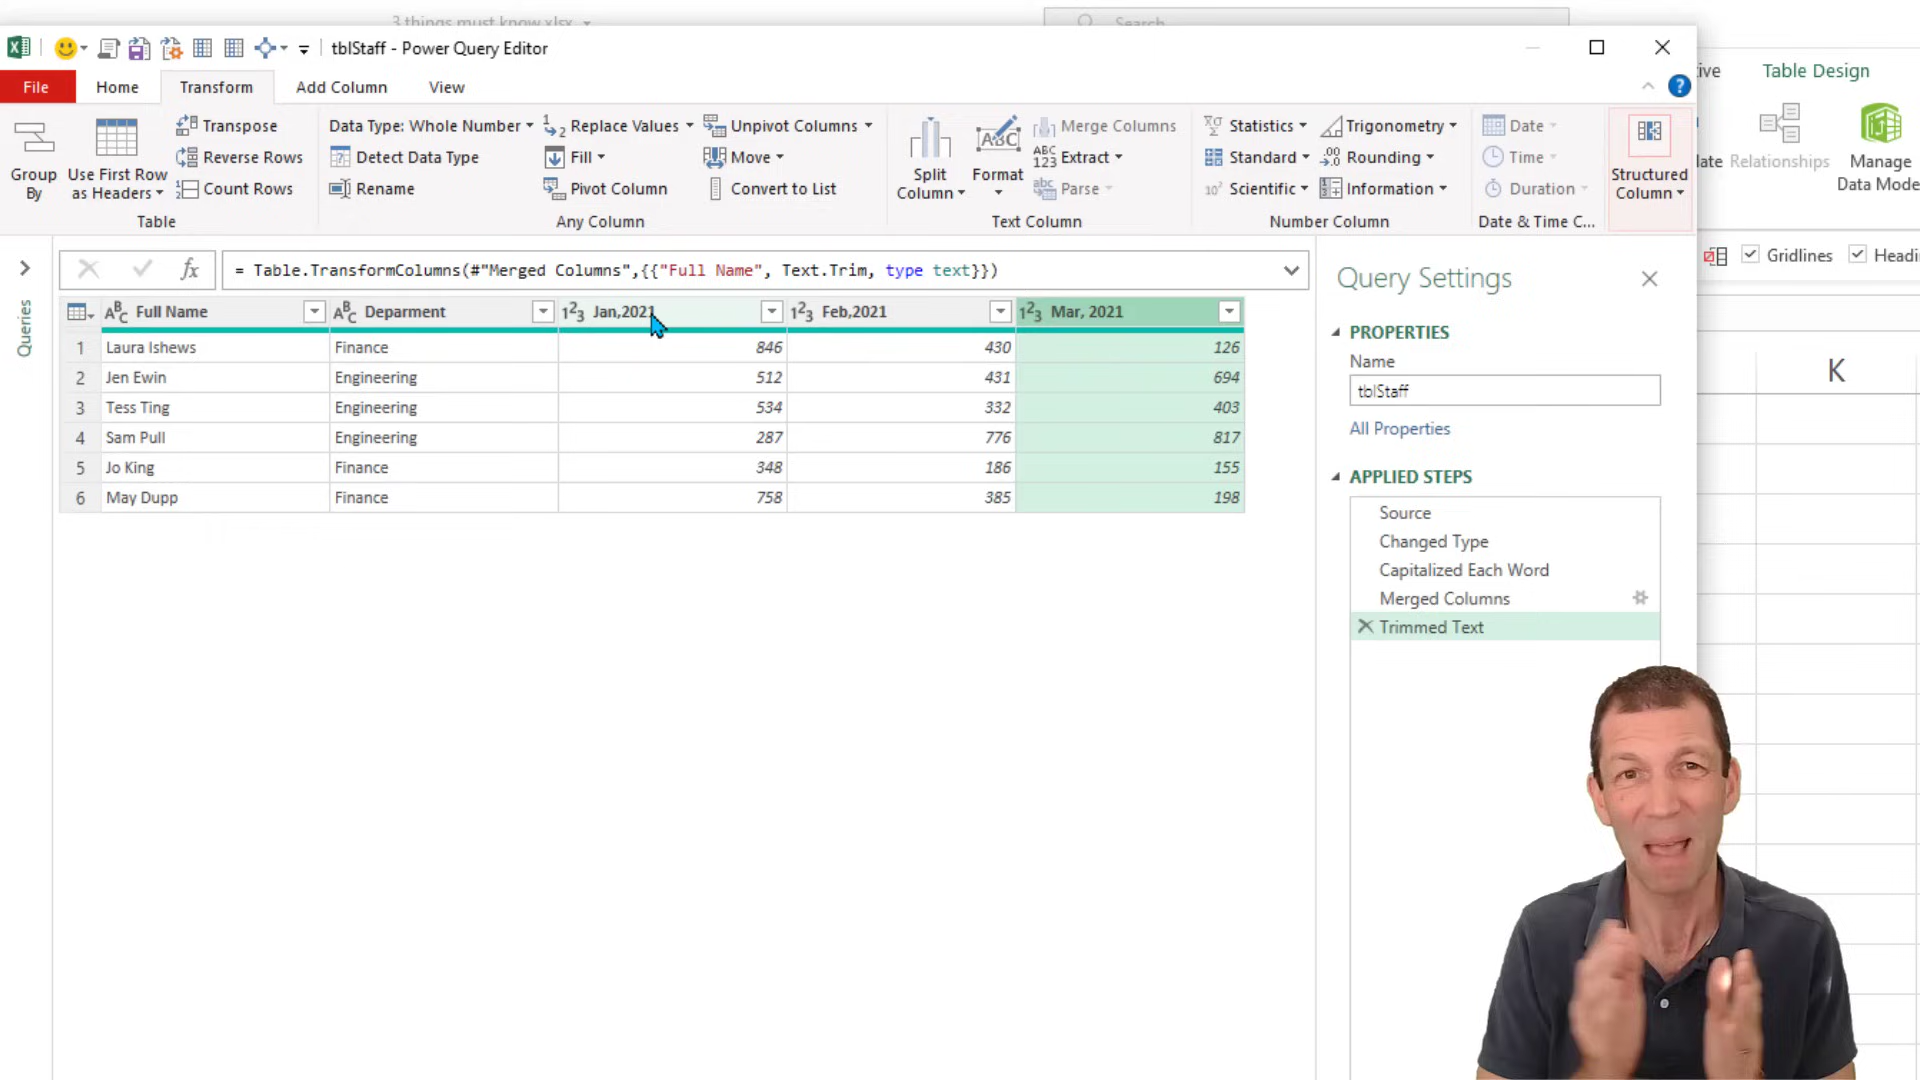 3 things must know.xlsx
Search
tblStaff - Power Query Editor
File
Home
Transform
Add Column
View
Table Design
Group By
Use First Row as Headers
Transpose
Reverse Rows
Count Rows
Table
Data Type: Whole Number
Detect Data Type
Rename
Replace Values
Fill
Pivot Column
Unpivot Columns
Move
Convert to List
Any Column
Split Column
Format
Merge Columns
Extract
Parse
Text Column
Statistics
Standard
Scientific
Trigonometry
Rounding
Information
Number Column
Date
Time
Duration
Date & Time C...
Structured Column
Relationships
Manage
Data Mode
= Table.TransformColumns(#"Merged Columns",{{"Full Name", Text.Trim, type text}})
Gridlines
Headi
Queries
Full Name Deparment Jan,2021 Feb,2021 Mar, 2021
1 Laura Ishews Finance 846 430 126
2 Jen Ewin Engineering 512 431 694
3 Tess Ting Engineering 534 332 403
4 Sam Pull Engineering 287 776 817
5 Jo King Finance 348 186 155
6 May Dupp Finance 758 385 198
Query Settings
PROPERTIES
Name
tblStaff
All Properties
APPLIED STEPS
Source
Changed Type
Capitalized Each Word
Merged Columns
Trimmed Text
K